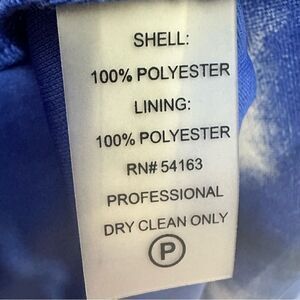 SHELL:
100% POLYESTER
LINING:
100% POLYESTER
RN# 54163
PROFESSIONAL
DRY CLEAN ONLY
P